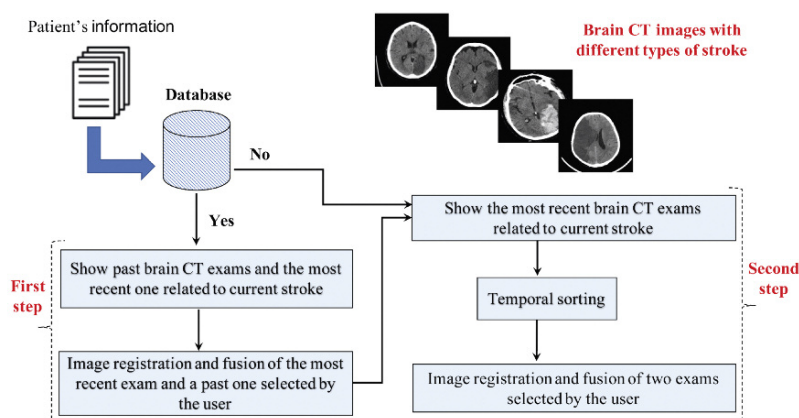 Patient's information
Brain CT images with
different types of stroke
Database
No
Yes
First
step
Show past brain CT exams and the most
recent one related to current stroke
Image registration and fusion of the most
recent exam and a past one selected by
the user
Show the most recent brain CT exams
related to current stroke
Temporal sorting
Image registration and fusion of two exams
selected by the user
Second
step